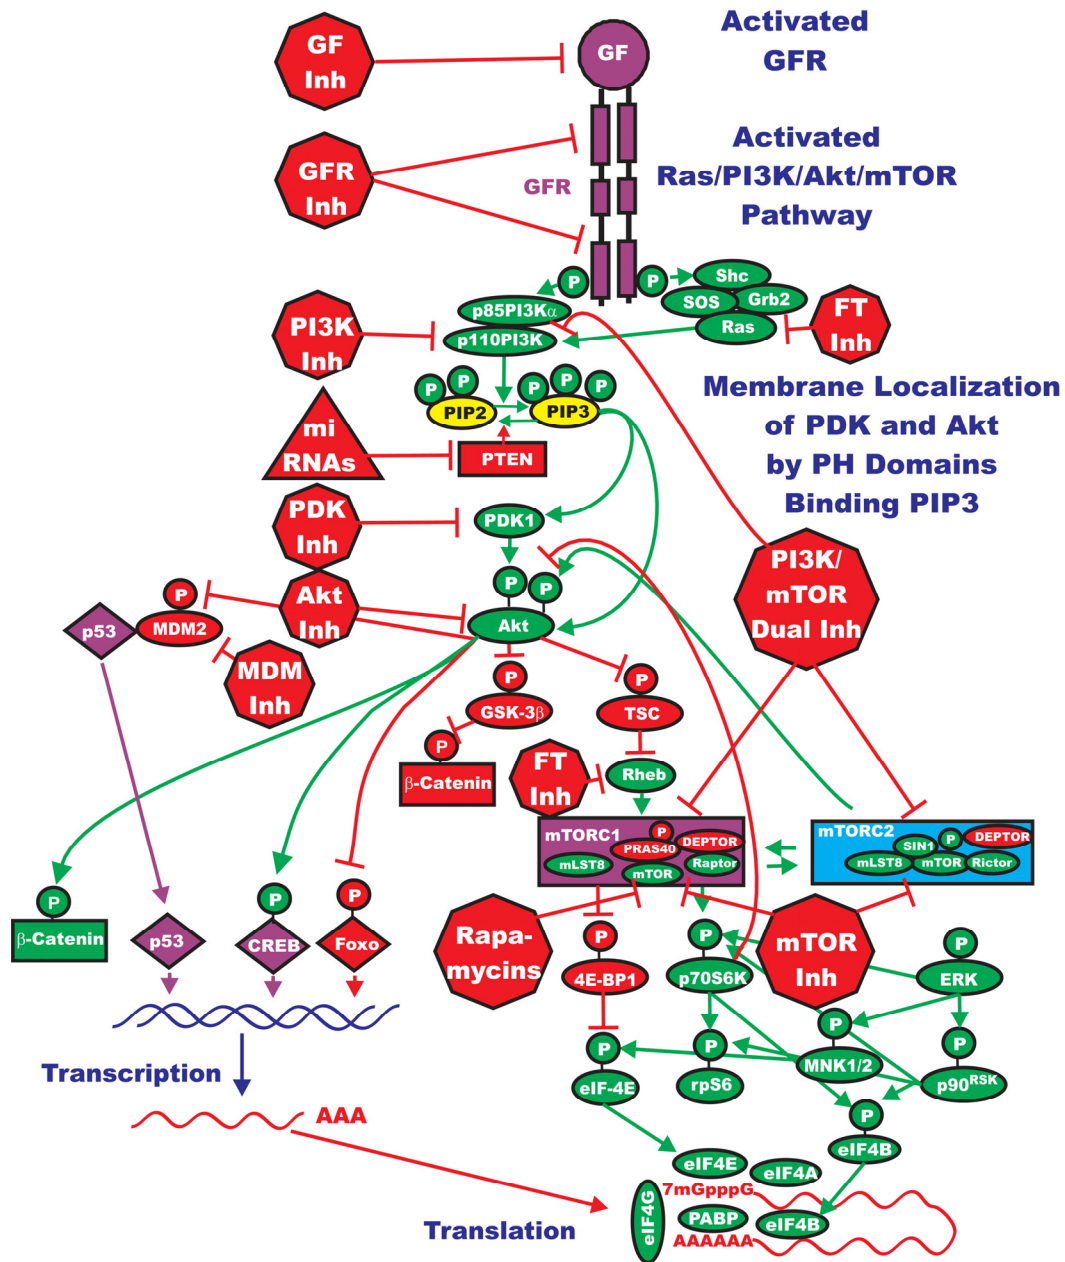 Activated
GFR
GF
Inh
GF
Activated
Ras/PI3K/Akt/mTOR
Pathway
GFR
Inh
GFR
P
P
Shc
SOS
Grb2
Ras
FT
Inh
p85PI3Kα
p110PI3K
PI3K
Inh
Membrane Localization
of PDK and Akt
by PH Domains
Binding PIP3
P
P
P
P
P
PIP2
PIP3
mi
RNAs
PTEN
PDK
Inh
PDK1
PI3K/
mTOR
Dual Inh
P
P
Akt
Akt
Inh
P
p53
MDM2
MDM
Inh
P
GSK-3β
P
TSC
P
β-Catenin
FT
Inh
Rheb
mTORC1
P
PRAS40
DEPTOR
mLST8
mTOR
Raptor
mTORC2
SIN1
P
DEPTOR
mLST8
mTOR
Rictor
P
β-Catenin
p53
P
CREB
P
Foxo
Rapa-
mycins
P
4E-BP1
P
p70S6K
mTOR
Inh
P
ERK
P
eIF-4E
P
rpS6
P
MNK1/2
P
p90RSK
P
eIF4B
Transcription
AAA
eIF4E
eIF4A
7mGpppG
eIF4G
PABP
eIF4B
AAAAAA
Translation